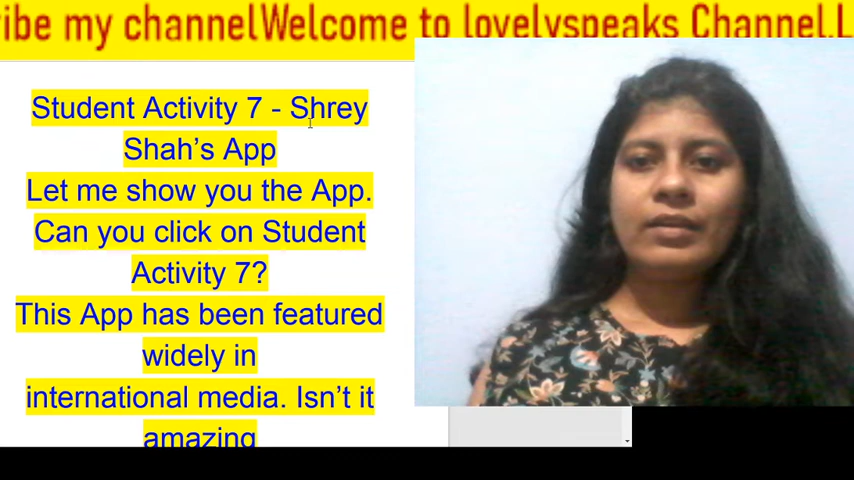 ibe my channelWelcome to lovelyspeaks Channel.L
Student Activity 7 - Shrey
Shah’s App
Let me show you the App.
Can you click on Student
Activity 7?
This App has been featured
widely in
international media. Isn’t it
amazing